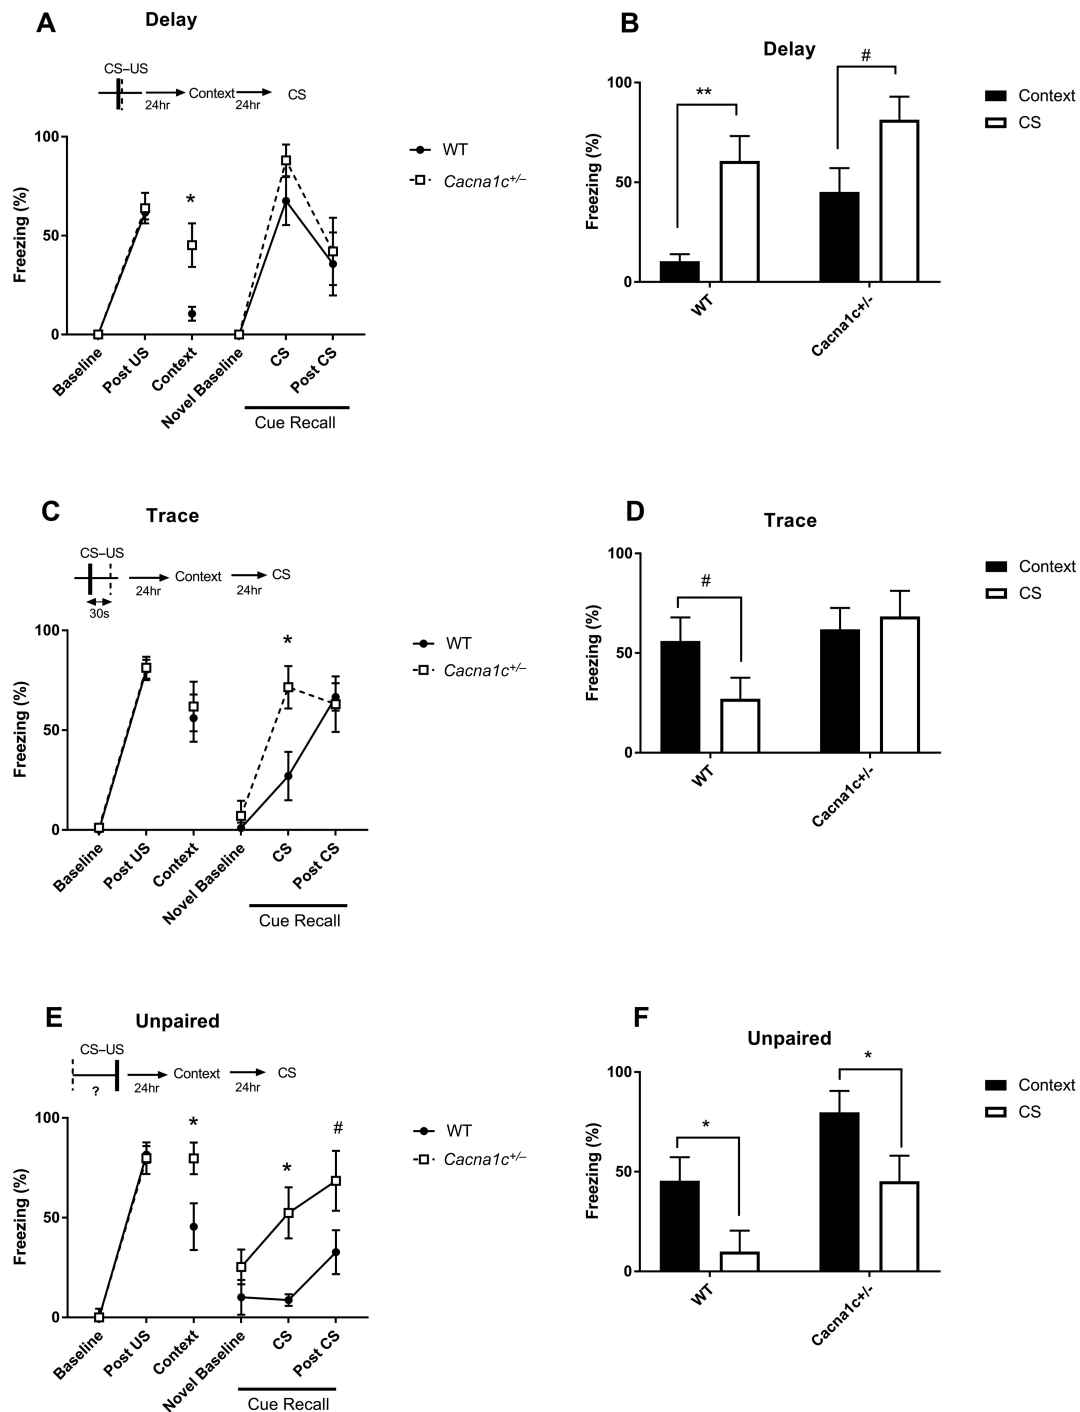 A
Delay
CS–US
24hr
Context
24hr
CS
100
50
0
Freezing (%)
*
WT
Cacna1c+/–
Baseline
Post US
Context
Novel Baseline
CS
Post CS
Cue Recall
B
Delay
100
50
0
Freezing (%)
**
#
Context
CS
WT
Cacna1c+/-
C
Trace
CS–US
30s
24hr
Context
24hr
CS
100
50
0
Freezing (%)
*
WT
Cacna1c+/–
Baseline
Post US
Context
Novel Baseline
CS
Post CS
Cue Recall
D
Trace
100
50
0
Freezing (%)
#
Context
CS
WT
Cacna1c+/-
E
Unpaired
CS–US
?
24hr
Context
24hr
CS
100
50
0
Freezing (%)
*
*
#
WT
Cacna1c+/–
Baseline
Post US
Context
Novel Baseline
CS
Post CS
Cue Recall
F
Unpaired
100
50
0
Freezing (%)
*
*
Context
CS
WT
Cacna1c+/-